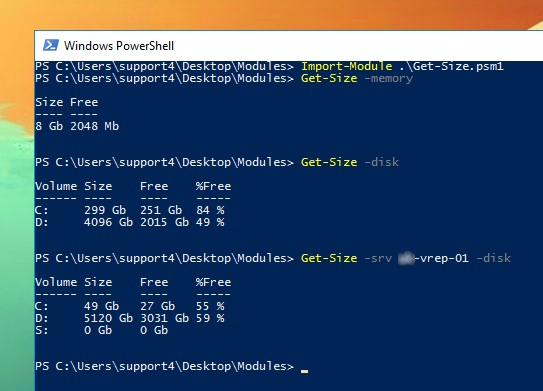 Windows PowerShell
PS C:\Users\support4\Desktop\Modules> Import-Module .\Get-Size.psm1
PS C:\Users\support4\Desktop\Modules> Get-Size -memory
Size Free
---- ----
8 Gb 2048 Mb
PS C:\Users\support4\Desktop\Modules> Get-Size -disk
Volume Size    Free    %Free
------ ----    ----    -----
C:     299 Gb  251 Gb  84 %
D:     4096 Gb 2015 Gb 49 %
PS C:\Users\support4\Desktop\Modules> Get-Size -srv -vrep-01 -disk
Volume Size    Free    %Free
------ ----    ----    -----
C:     49 Gb   27 Gb   55 %
D:     5120 Gb 3031 Gb 59 %
S:     0 Gb    0 Gb
PS C:\Users\support4\Desktop\Modules> _